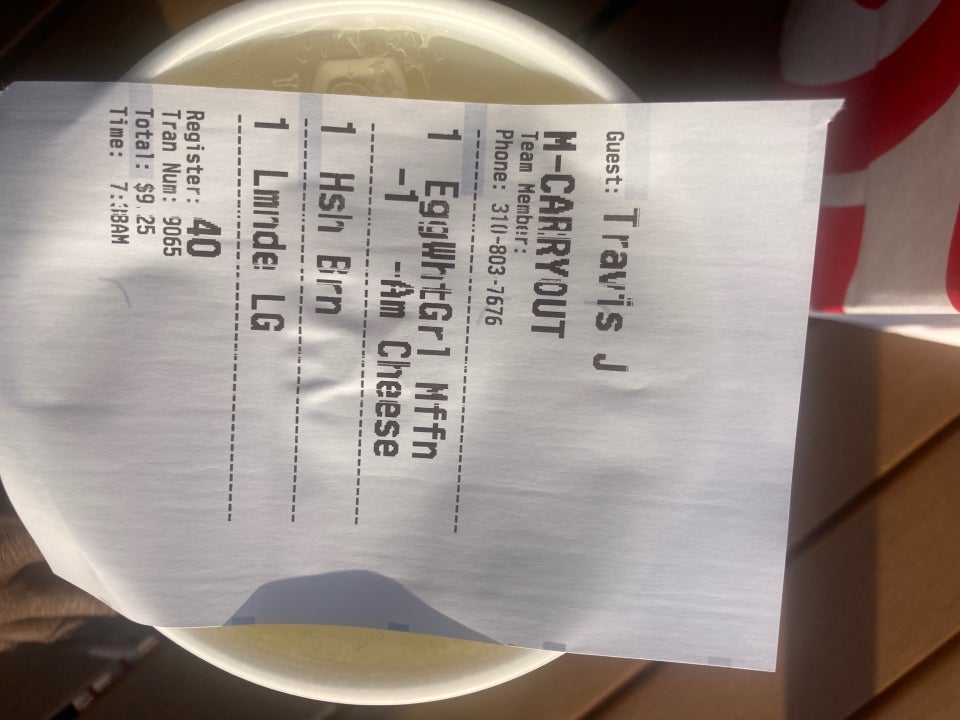 Guest: Travis J
M-CARRYOUT
Team Member:
Phone: 310-803-7676
1 EggWhtGrl Mffn
-1 -Am Cheese
1 Hsh Brn
1 Lmnde LG
Register: 40
Tran Num: 9065
Total: $9.25
Time: